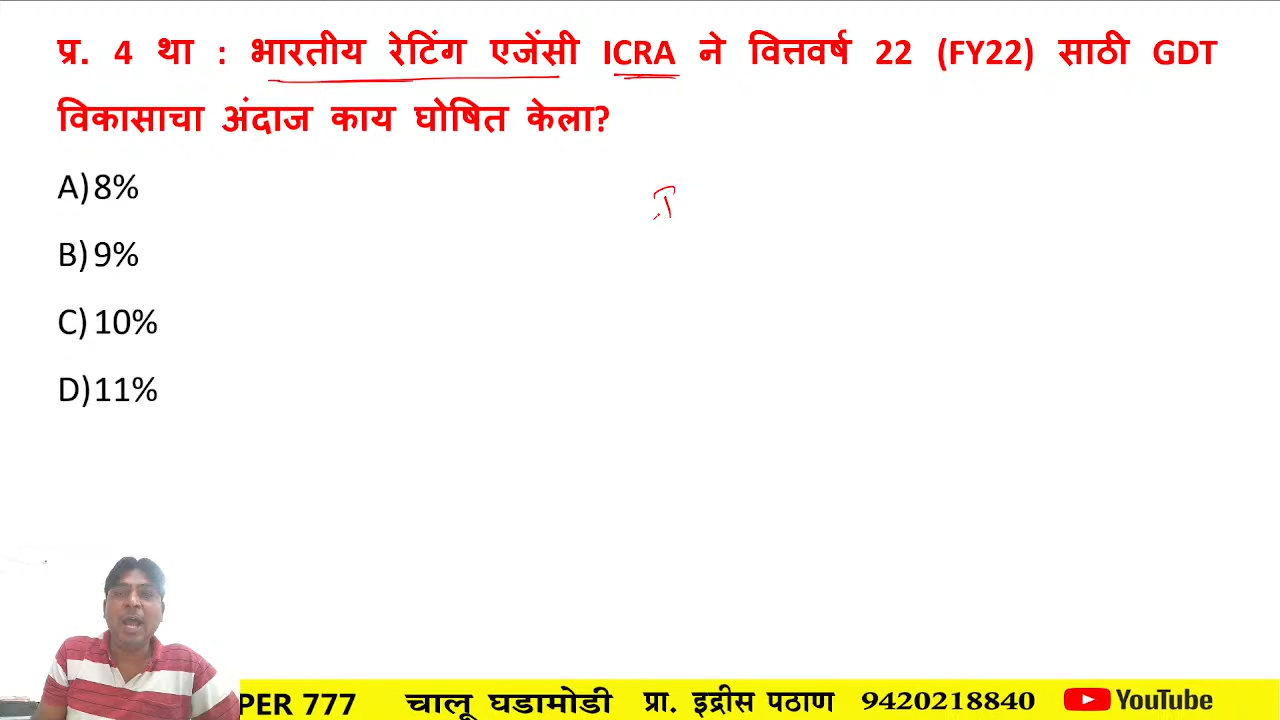 प्र. 4 था : भारतीय रेटिंग एजेंसी ICRA ने वित्तवर्ष 22 (FY22) साठी GDT
विकासाचा अंदाज काय घोषित केला?
A) 8%
B) 9%
C) 10%
D) 11%
PER 777 चालू घडामोडी प्रा. इद्रीस पठाण 9420218840 YouTube